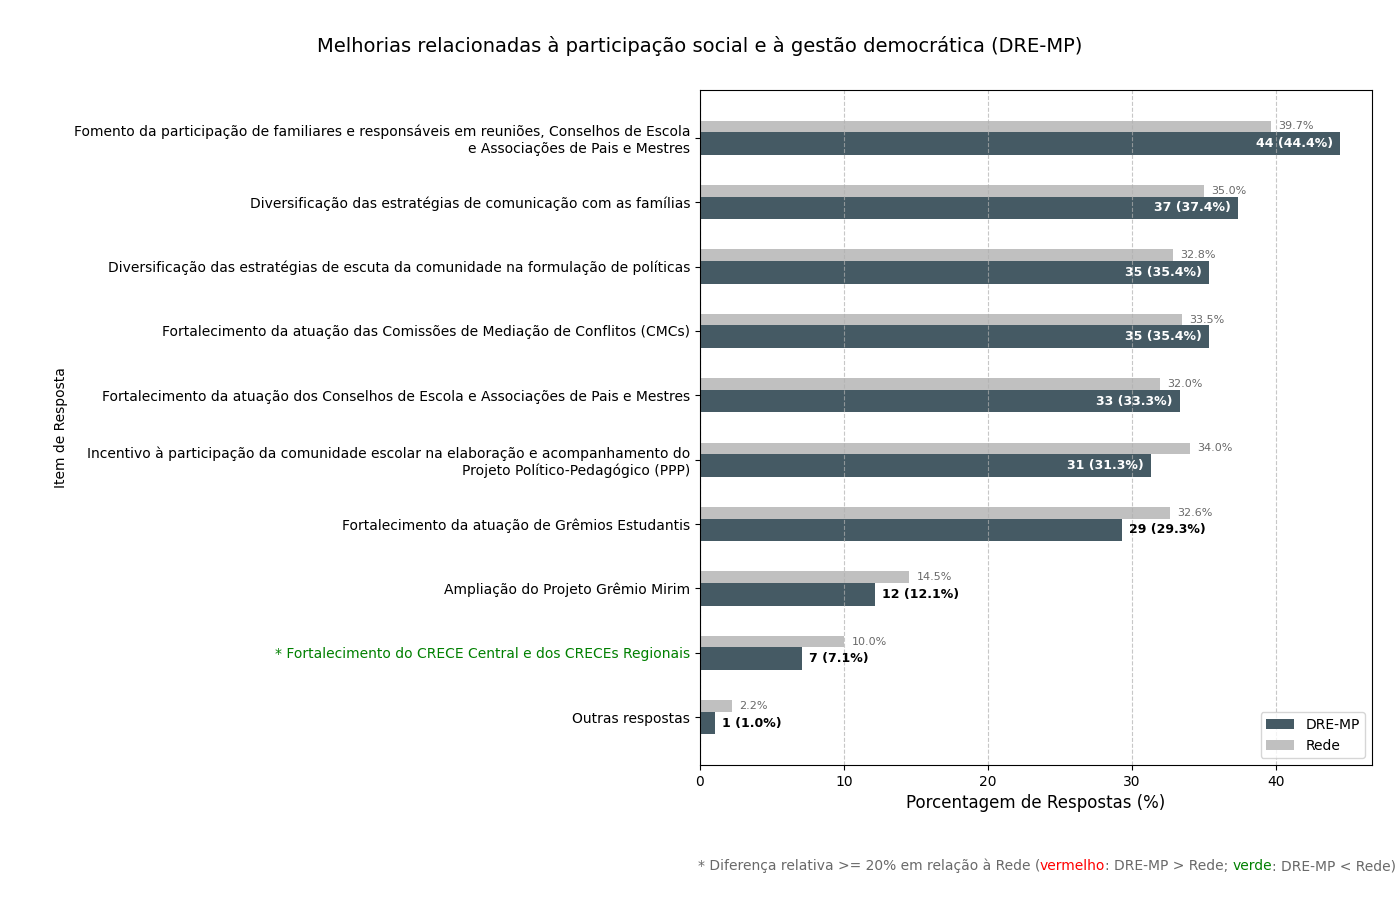 Melhorias relacionadas à participação social e à gestão democrática (DRE-MP)
Fomento da participação de familiares e responsáveis em reuniões, Conselhos de Escola
e Associações de Pais e Mestres
39.7%
44 (44.4%)
Diversificação das estratégias de comunicação com as famílias
35.0%
37 (37.4%)
Diversificação das estratégias de escuta da comunidade na formulação de políticas
32.8%
35 (35.4%)
Fortalecimento da atuação das Comissões de Mediação de Conflitos (CMCs)
33.5%
35 (35.4%)
Fortalecimento da atuação dos Conselhos de Escola e Associações de Pais e Mestres
32.0%
33 (33.3%)
Incentivo à participação da comunidade escolar na elaboração e acompanhamento do
Projeto Político-Pedagógico (PPP)
34.0%
31 (31.3%)
Fortalecimento da atuação de Grêmios Estudantis
32.6%
29 (29.3%)
Ampliação do Projeto Grêmio Mirim
14.5%
12 (12.1%)
* Fortalecimento do CRECE Central e dos CRECEs Regionais
10.0%
7 (7.1%)
Outras respostas
2.2%
1 (1.0%)
Item de Resposta
DRE-MP
Rede
0 10 20 30 40
Porcentagem de Respostas (%)
* Diferença relativa >= 20% em relação à Rede (vermelho: DRE-MP > Rede; verde: DRE-MP < Rede)